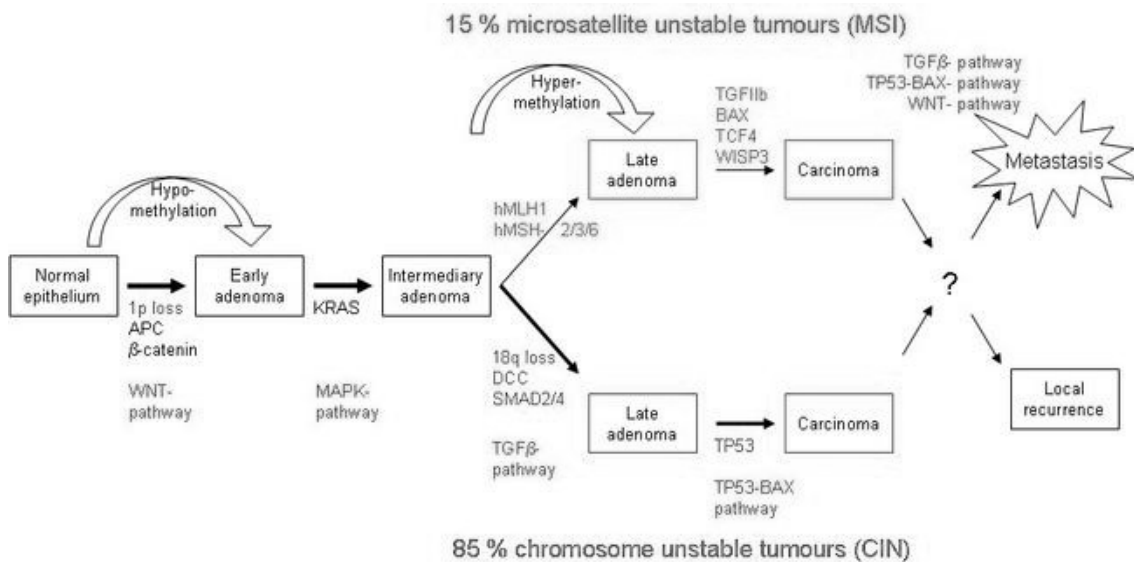 15 % microsatellite unstable tumours (MSI)
Hyper-
methylation
TGFIIb
BAX
TCF4
WISP3
TGFβ- pathway
TP53-BAX- pathway
WNT- pathway
Late
adenoma
Carcinoma
Metastasis
Hypo-
methylation
hMLH1
hMSH- 2/3/6
Normal
epithelium
Early
adenoma
Intermediary
adenoma
1p loss
APC
β-catenin
KRAS
?
WNT-
pathway
MAPK-
pathway
18q loss
DCC
SMAD2/4
TGFβ-
pathway
Late
adenoma
TP53
Carcinoma
Local
recurrence
TP53-BAX
pathway
85 % chromosome unstable tumours (CIN)